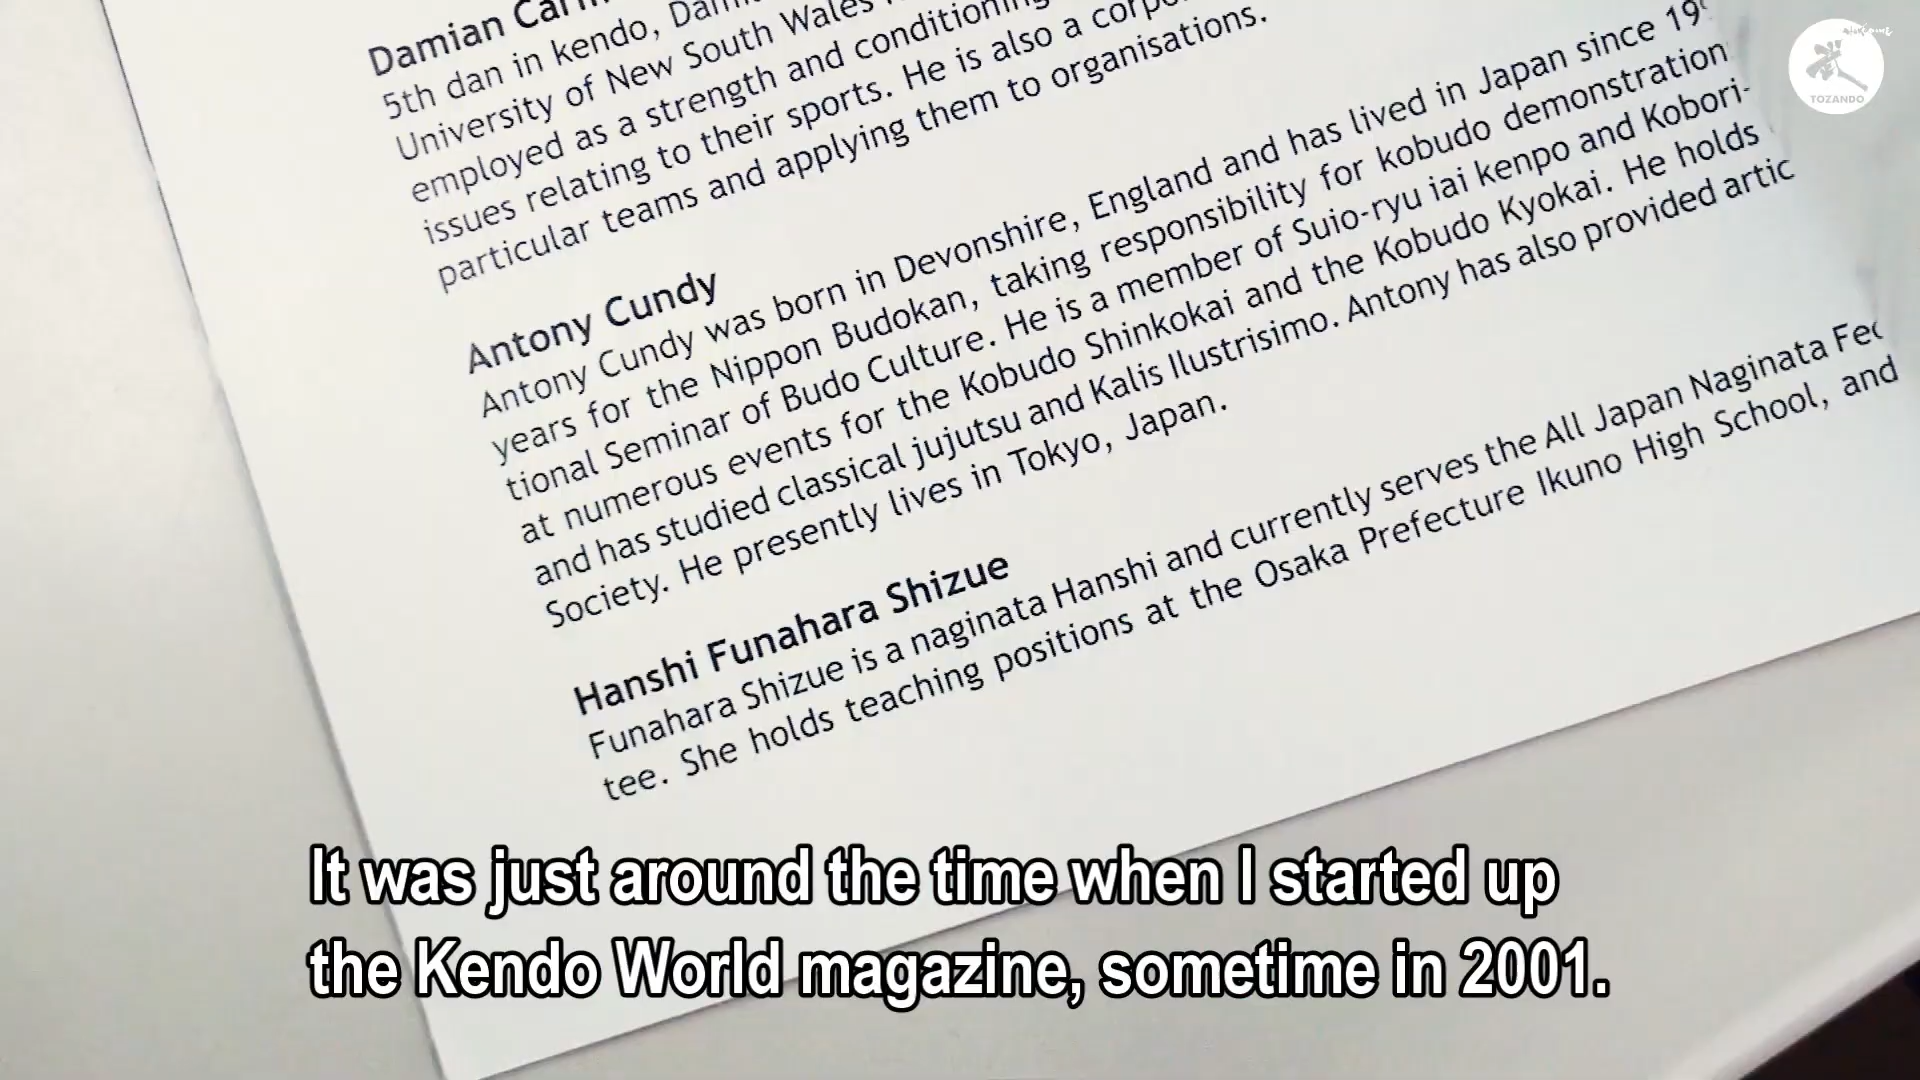 Damian
5th dan in kendo,
University of New South Wales
employed as a strength and conditioning
issues relating to their sports. He is also a
particular teams and applying them to organisations.
Antony Cundy
Antony Cundy was born in Devonshire, England and has lived in Japan since
years for the Nippon Budokan, taking responsibility for kobudo demonstration
tional Seminar of Budo Culture. He is a member of Suio-ryu iai kenpo and Kobori-
at numerous events for the Kobudo Shinkokai and the Kobudo Kyokai. He holds
and has studied classical jujutsu and Kalis Ilustrisimo. Antony has also provided
Society. He presently lives in Tokyo, Japan.
Hanshi Funahara Shizue
Funahara Shizue is a naginata Hanshi and currently serves the All Japan Naginata
tee. She holds teaching positions at the Osaka Prefecture Ikuno High School, and
TOZANDO
It was just around the time when I started up
the Kendo World magazine, sometime in 2001.